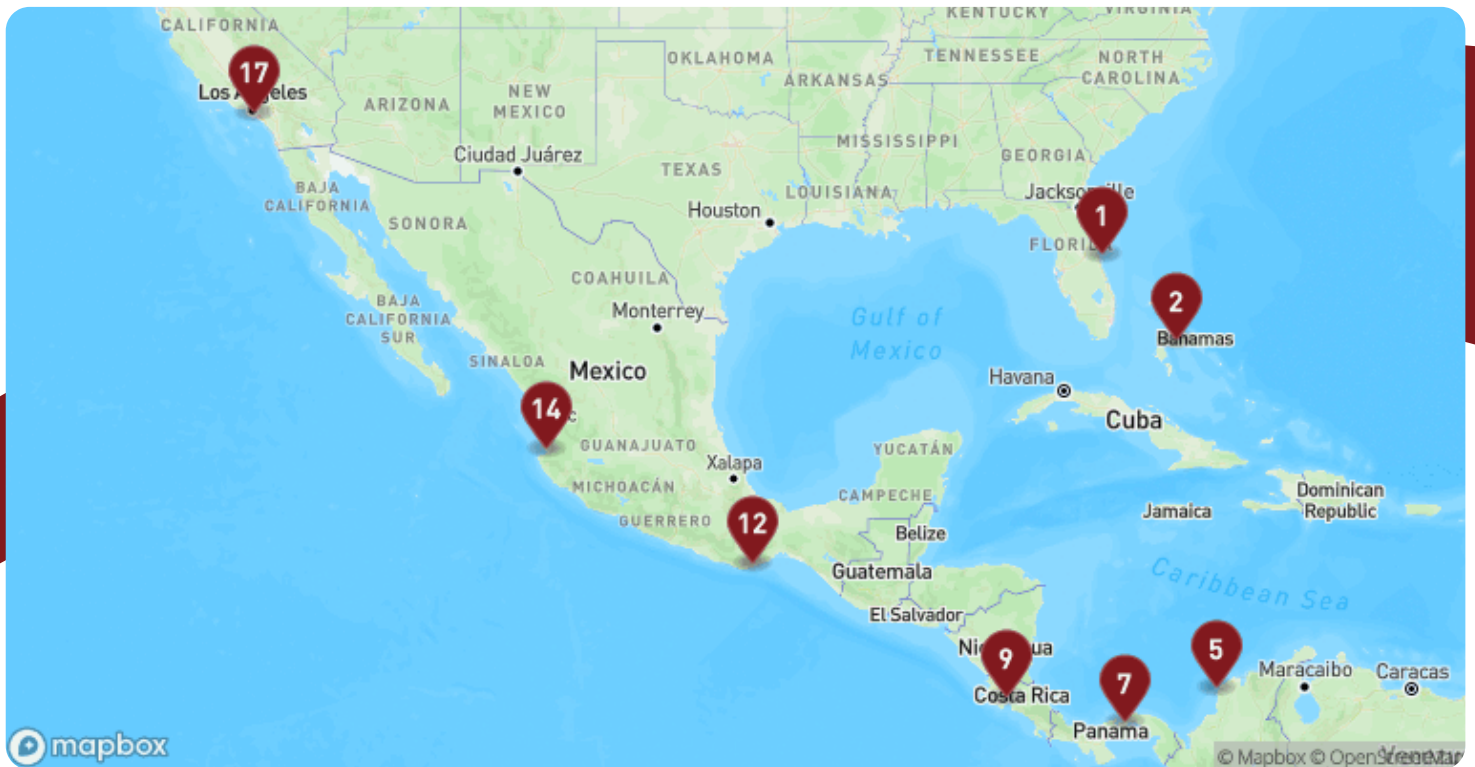 CALIFORNIA
KENTUCKY
VIRGINIA
OKLAHOMA
TENNESSEE
NORTH
CAROLINA
ARKANSAS
17
Los Angeles
ARIZONA
NEW
MEXICO
MISSISSIPPI
Ciudad Juárez
TEXAS
GEORGIA
BAJA
CALIFORNIA
LOUISIANA
Jacksonville
SONORA
Houston
1
FLORIDA
COAHUILA
BAJA
CALIFORNIA
SUR
Monterrey
Gulf of
Mexico
2
Bahamas
SINALOA
Mexico
Havana
14
c
Cuba
GUANAJUATO
YUCATÁN
Xalapa
MICHOACÁN
CAMPECHE
Dominican
Republic
GUERRERO
12
Jamaica
Belize
Guatemala
Caribbean Sea
El Salvador
Nicaragua
9
5
Costa Rica
7
Maracaibo
Caracas
Panama
mapbox
© Mapbox © OpenStreetMap